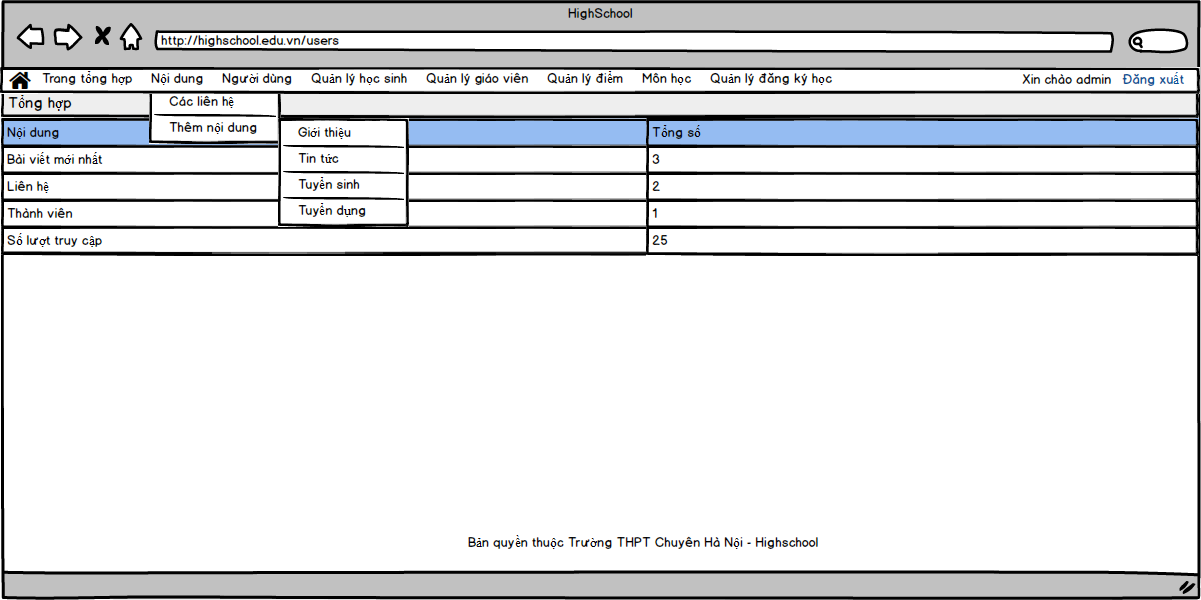 HighSchool
http://highschool.edu.vn/users
Trang tổng hợp Nội dung Người dùng Quản lý học sinh Quản lý giáo viên Quản lý điểm Môn học Quản lý đăng ký học Xin chào admin Đăng xuất
Tổng hợp
Các liên hệ
Thêm nội dung
Giới thiệu
Tin tức
Tuyển sinh
Tuyển dụng
Nội dung Tổng số
Bài viết mới nhất 3
Liên hệ 2
Thành viên 1
Số lượt truy cập 25
Bản quyền thuộc Trường THPT Chuyên Hà Nội - Highschool